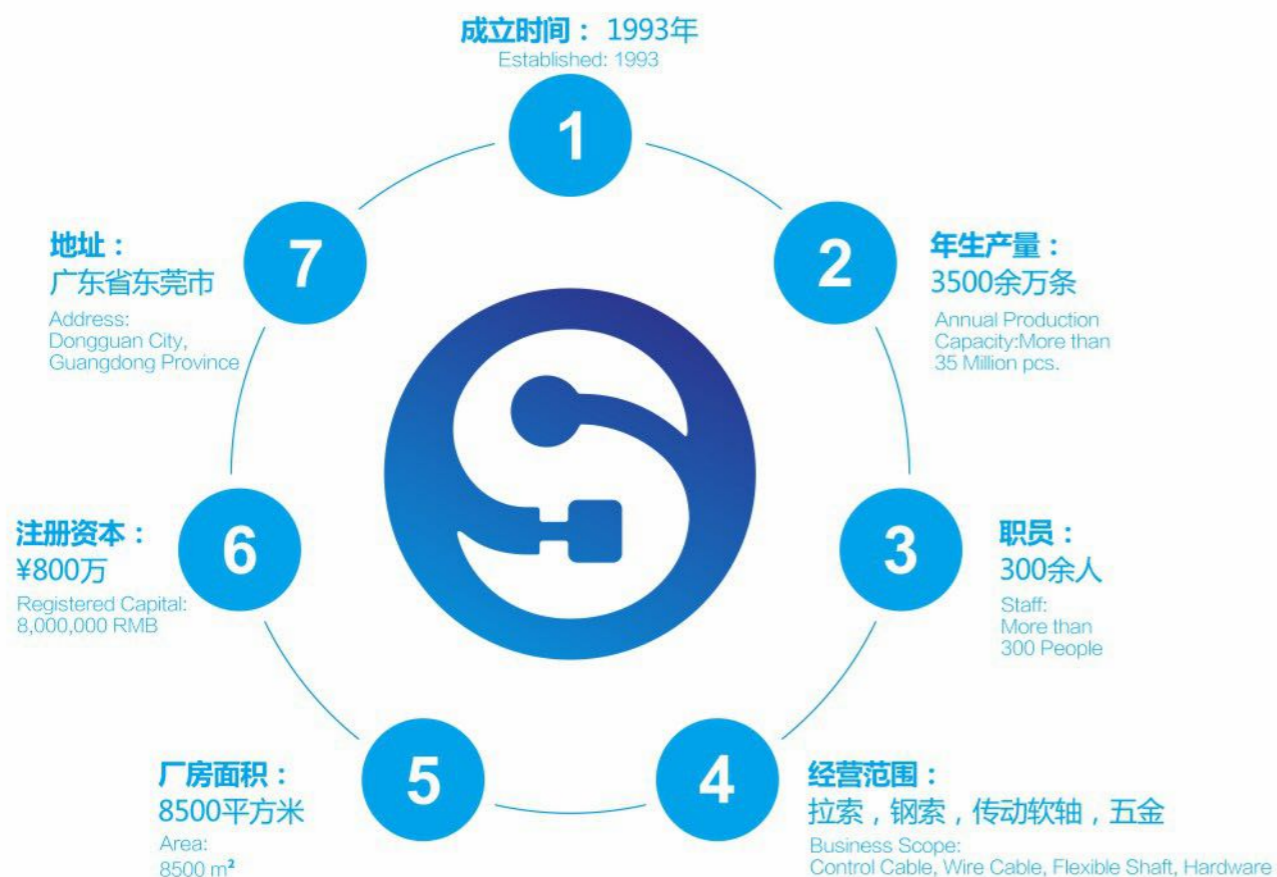 成立时间： 1993年
Established: 1993
1
2
年生产量：
3500余万条
Annual Production
Capacity:More than
35 Million pcs.
3
职员：
300余人
Staff:
More than
300 People
4
经营范围：
拉索，钢索，传动软轴，五金
Business Scope:
Control Cable, Wire Cable, Flexible Shaft, Hardware
5
厂房面积：
8500平方米
Area:
8500 m²
6
注册资本：
¥800万
Registered Capital:
8,000,000 RMB
7
地址：
广东省东莞市
Address:
Dongguan City,
Guangdong Province